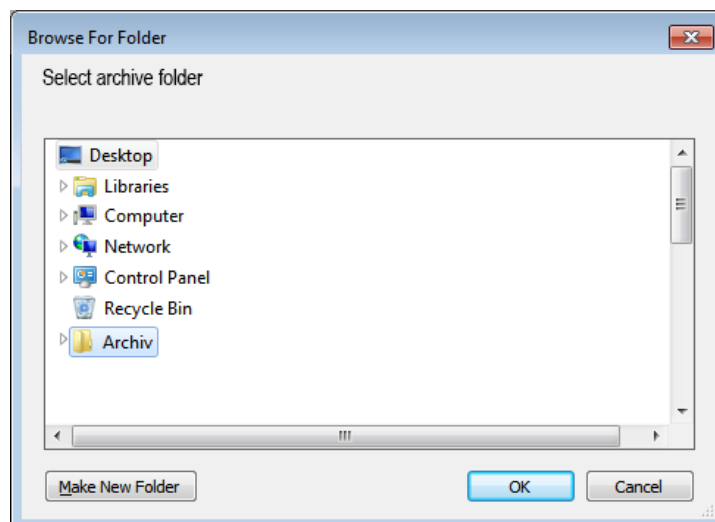 Browse For Folder
Select archive folder
Desktop
Libraries
Computer
Network
Control Panel
Recycle Bin
Archiv
Make New Folder
OK
Cancel